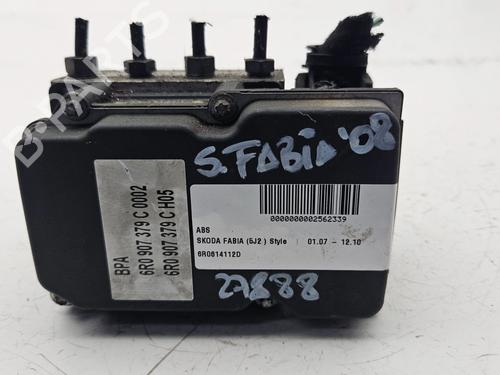 B-PARTS
S. FABIA '08
0000000002562339
ABS
SKODA FABIA (5J2 ) Style | 01.07 - 12.10
6R0614112D
BPA
6R0 907 379 C 0002
6R0 907 379 C H05
27888